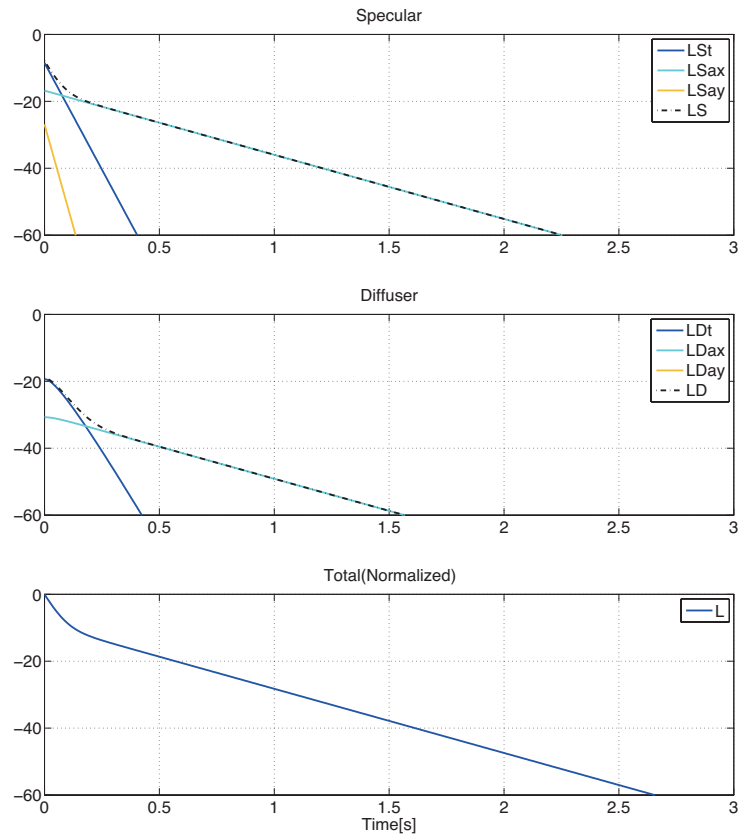 Specular
0
−20
−40
−60
0 0.5 1 1.5 2 2.5 3
LSt
LSax
LSay
LS
Diffuser
0
−20
−40
−60
0 0.5 1 1.5 2 2.5 3
LDt
LDax
LDay
LD
Total(Normalized)
0
−20
−40
−60
0 0.5 1 1.5 2 2.5 3
L
Time[s]